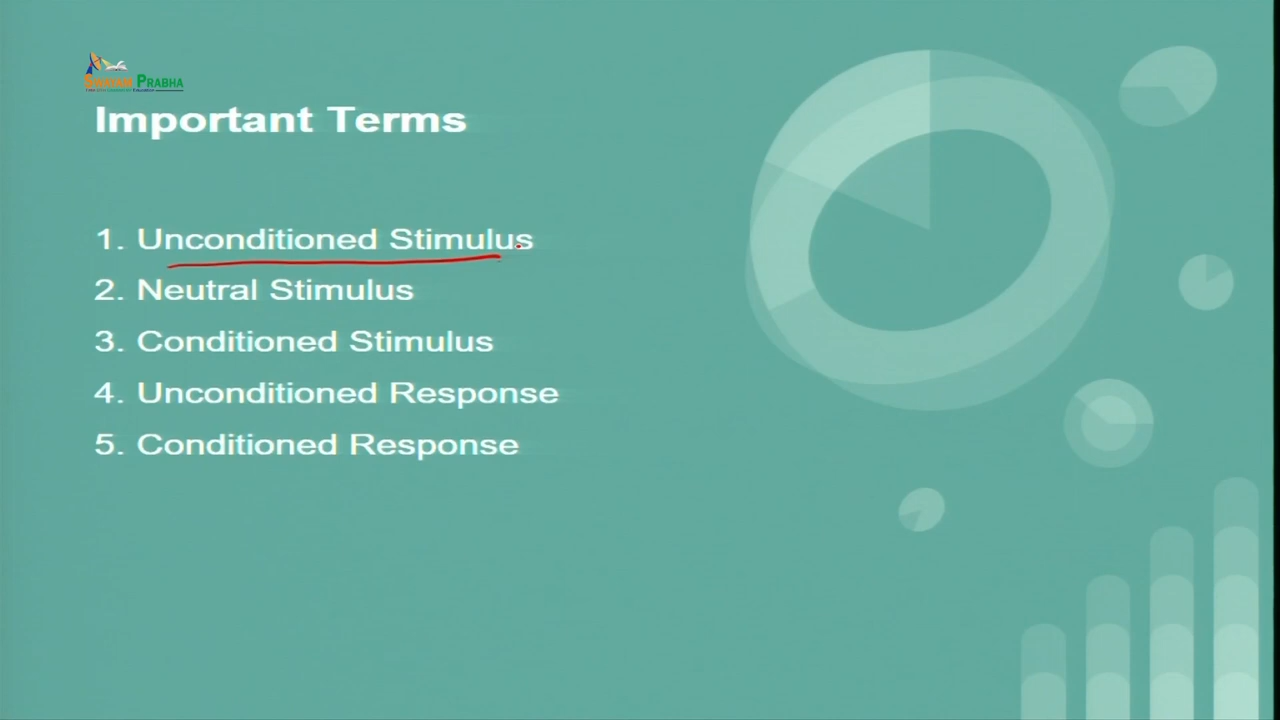 SWAYAM PRABHA
Important Terms
1. Unconditioned Stimulus
2. Neutral Stimulus
3. Conditioned Stimulus
4. Unconditioned Response
5. Conditioned Response